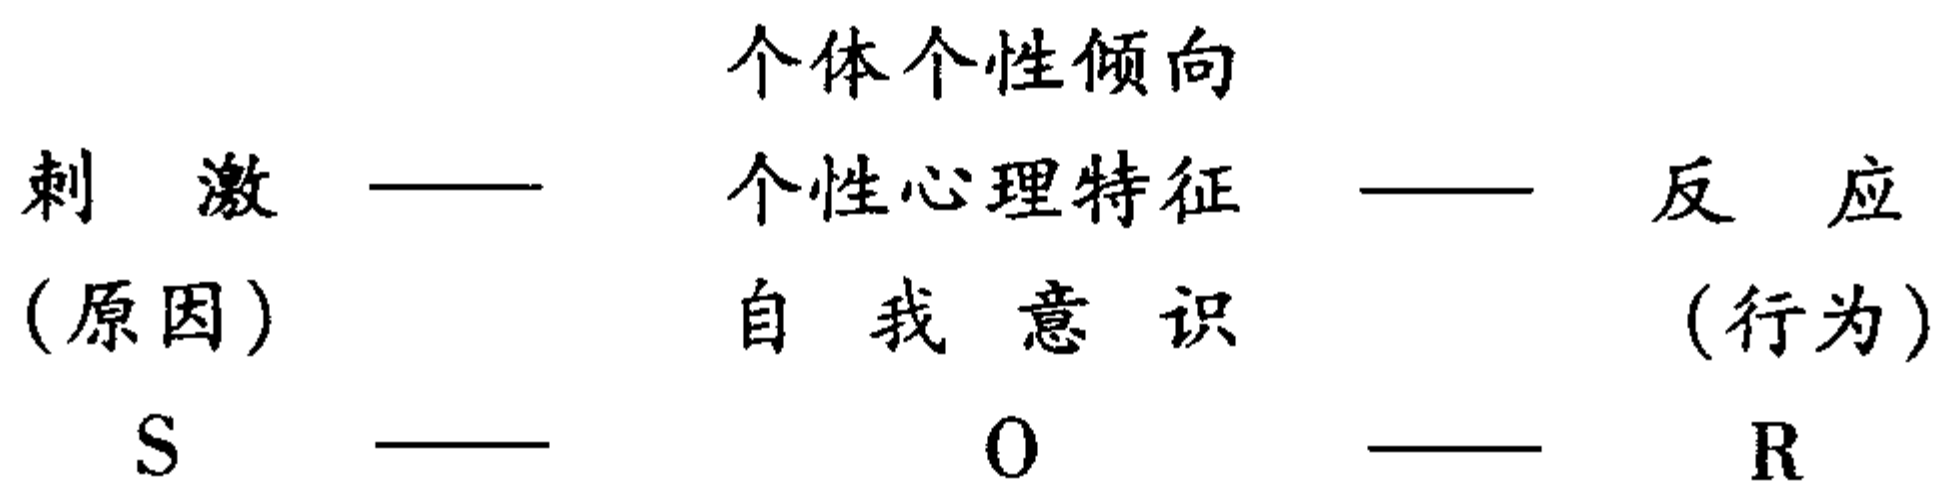 个体个性倾向
刺 激 —— 个性心理特征 —— 反 应
(原因) 自 我 意 识 (行为)
S —— O —— R